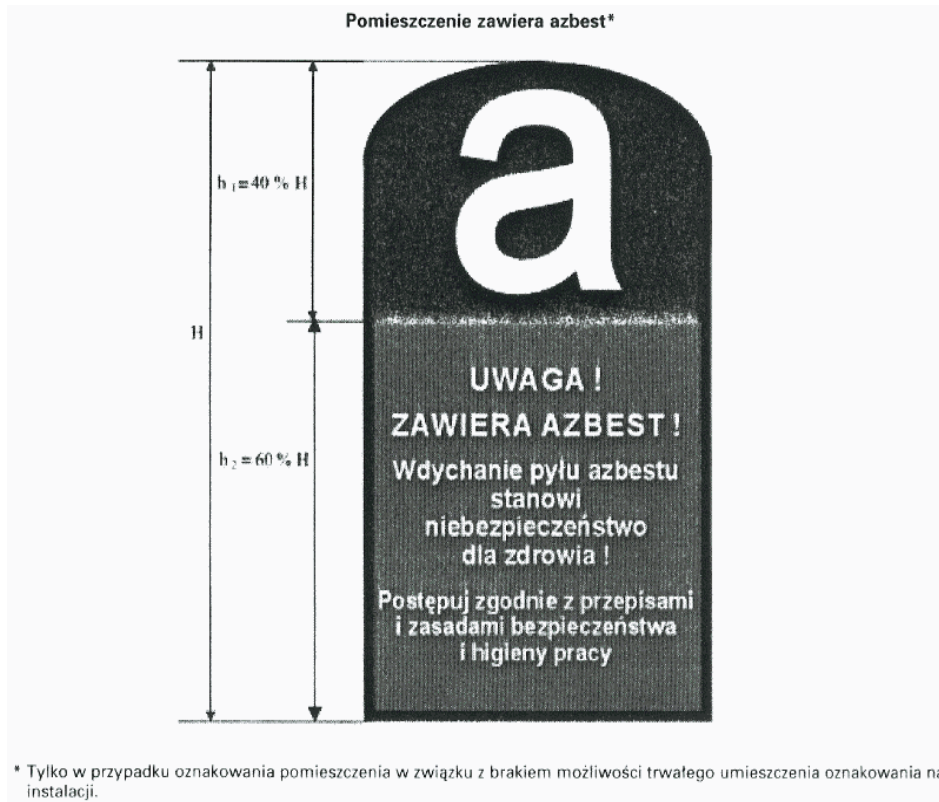 Pomieszczenie zawiera azbest*
a
h₁=40 % H
H
UWAGA !
ZAWIERA AZBEST !
h₂=60 % H
Wdychanie pyłu azbestu
stanowi
niebezpieczeństwo
dla zdrowia !
Postępuj zgodnie z przepisami
i zasadami bezpieczeństwa
i higieny pracy
* Tylko w przypadku oznakowania pomieszczenia w związku z brakiem możliwości trwałego umieszczenia oznakowania na
instalacji.